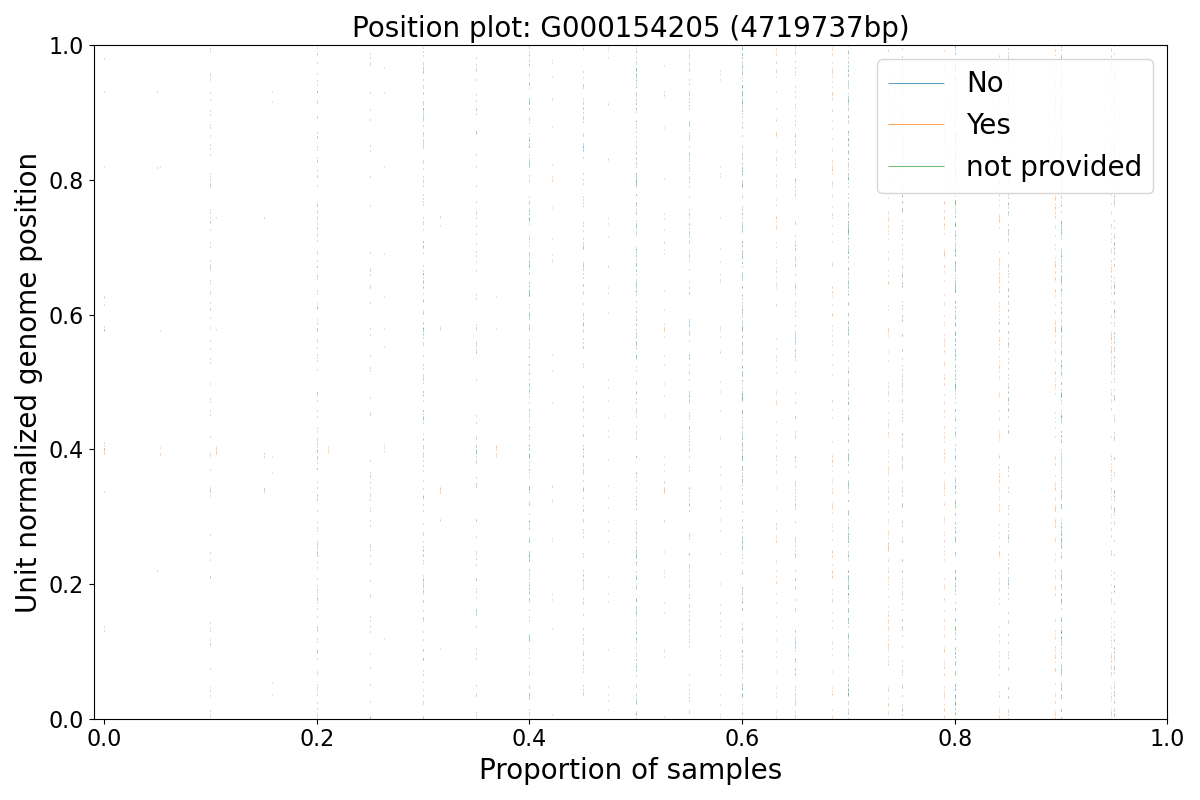 Position plot: G000154205 (4719737bp)
No
Yes
not provided
Unit normalized genome position
1.0
0.8
0.6
0.4
0.2
0.0
0.0 0.2 0.4 0.6 0.8 1.0
Proportion of samples